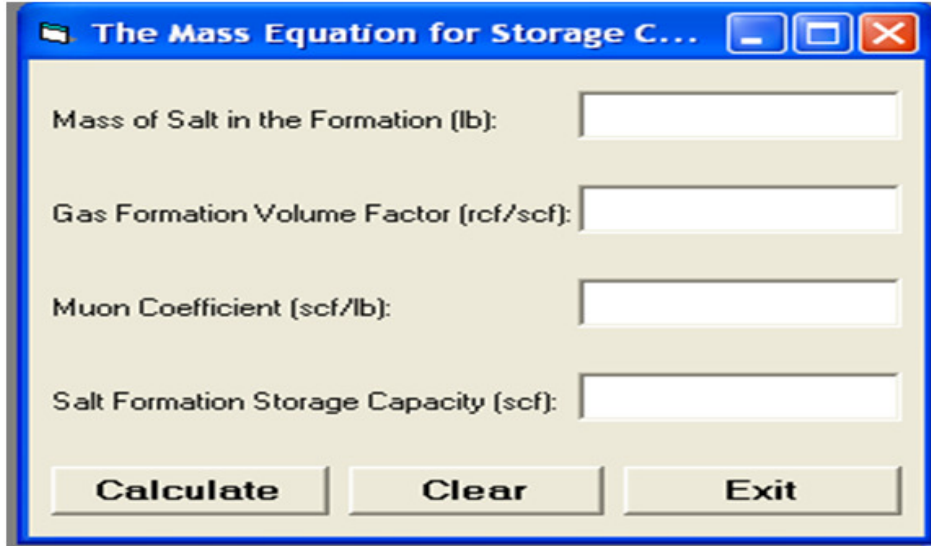 The Mass Equation for Storage C...
Mass of Salt in the Formation (lb):
Gas Formation Volume Factor (rcf/scf):
Muon Coefficient (scf/lb):
Salt Formation Storage Capacity (scf):
Calculate Clear Exit